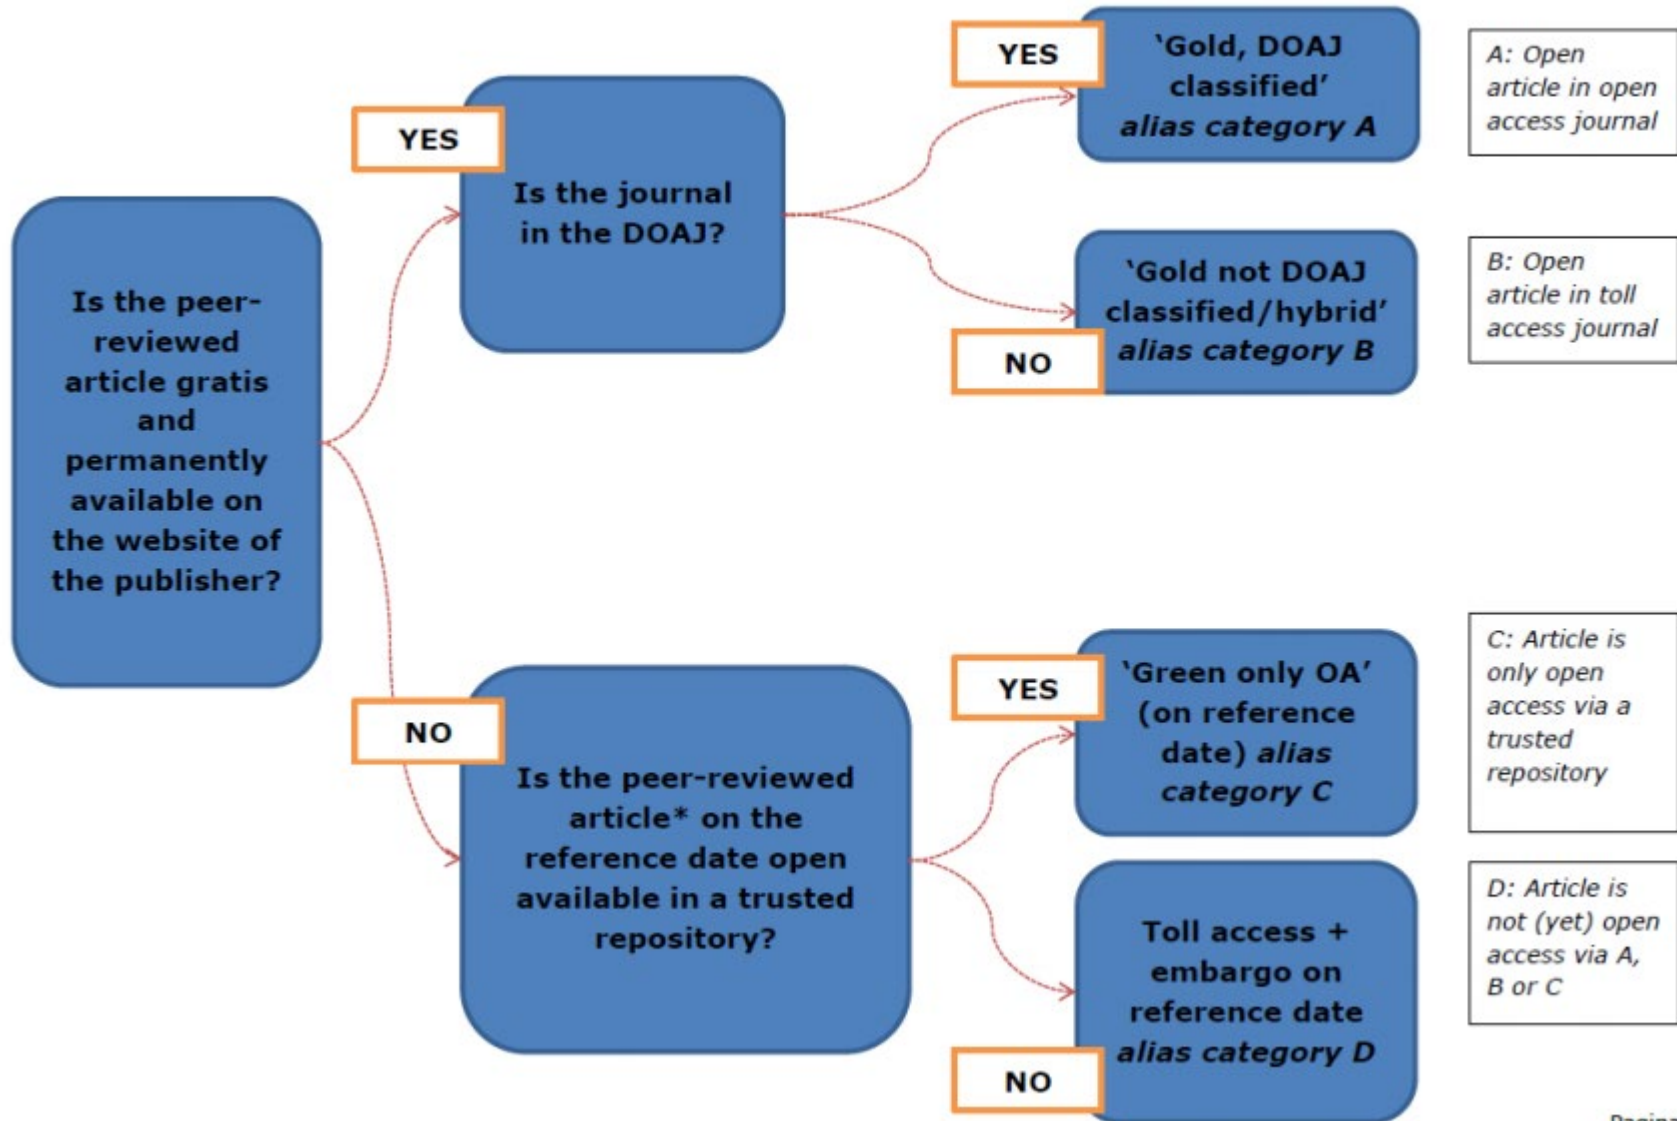 Is the peer-
reviewed
article gratis
and
permanently
available on
the website of
the publisher?
YES
Is the journal
in the DOAJ?
YES
‘Gold, DOAJ
classified’
alias category A
A: Open
article in open
access journal
NO
‘Gold not DOAJ
classified/hybrid’
alias category B
B: Open
article in toll
access journal
NO
Is the peer-reviewed
article* on the
reference date open
available in a trusted
repository?
YES
‘Green only OA’
(on reference
date) alias
category C
C: Article is
only open
access via a
trusted
repository
NO
Toll access +
embargo on
reference date
alias category D
D: Article is
not (yet) open
access via A,
B or C